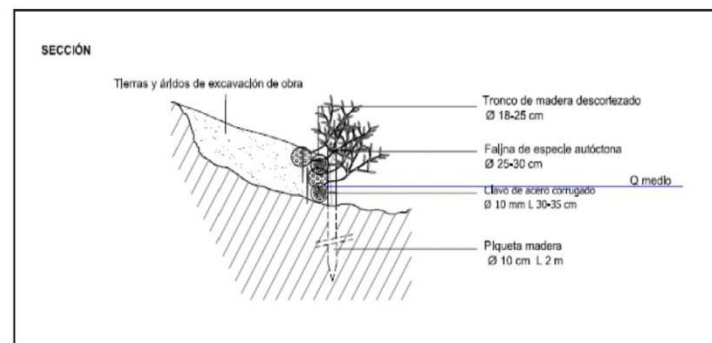 SECCIÓN
Tierras y áridos de excavación de obra
Tronco de madera descortezado
Ø 18-25 cm
Fajina de especie autóctona
Ø 25-30 cm
Q medio
Clavo de acero corrugado
Ø 10 mm L 30-35 cm
Piqueta madera
Ø 10 cm L 2 m